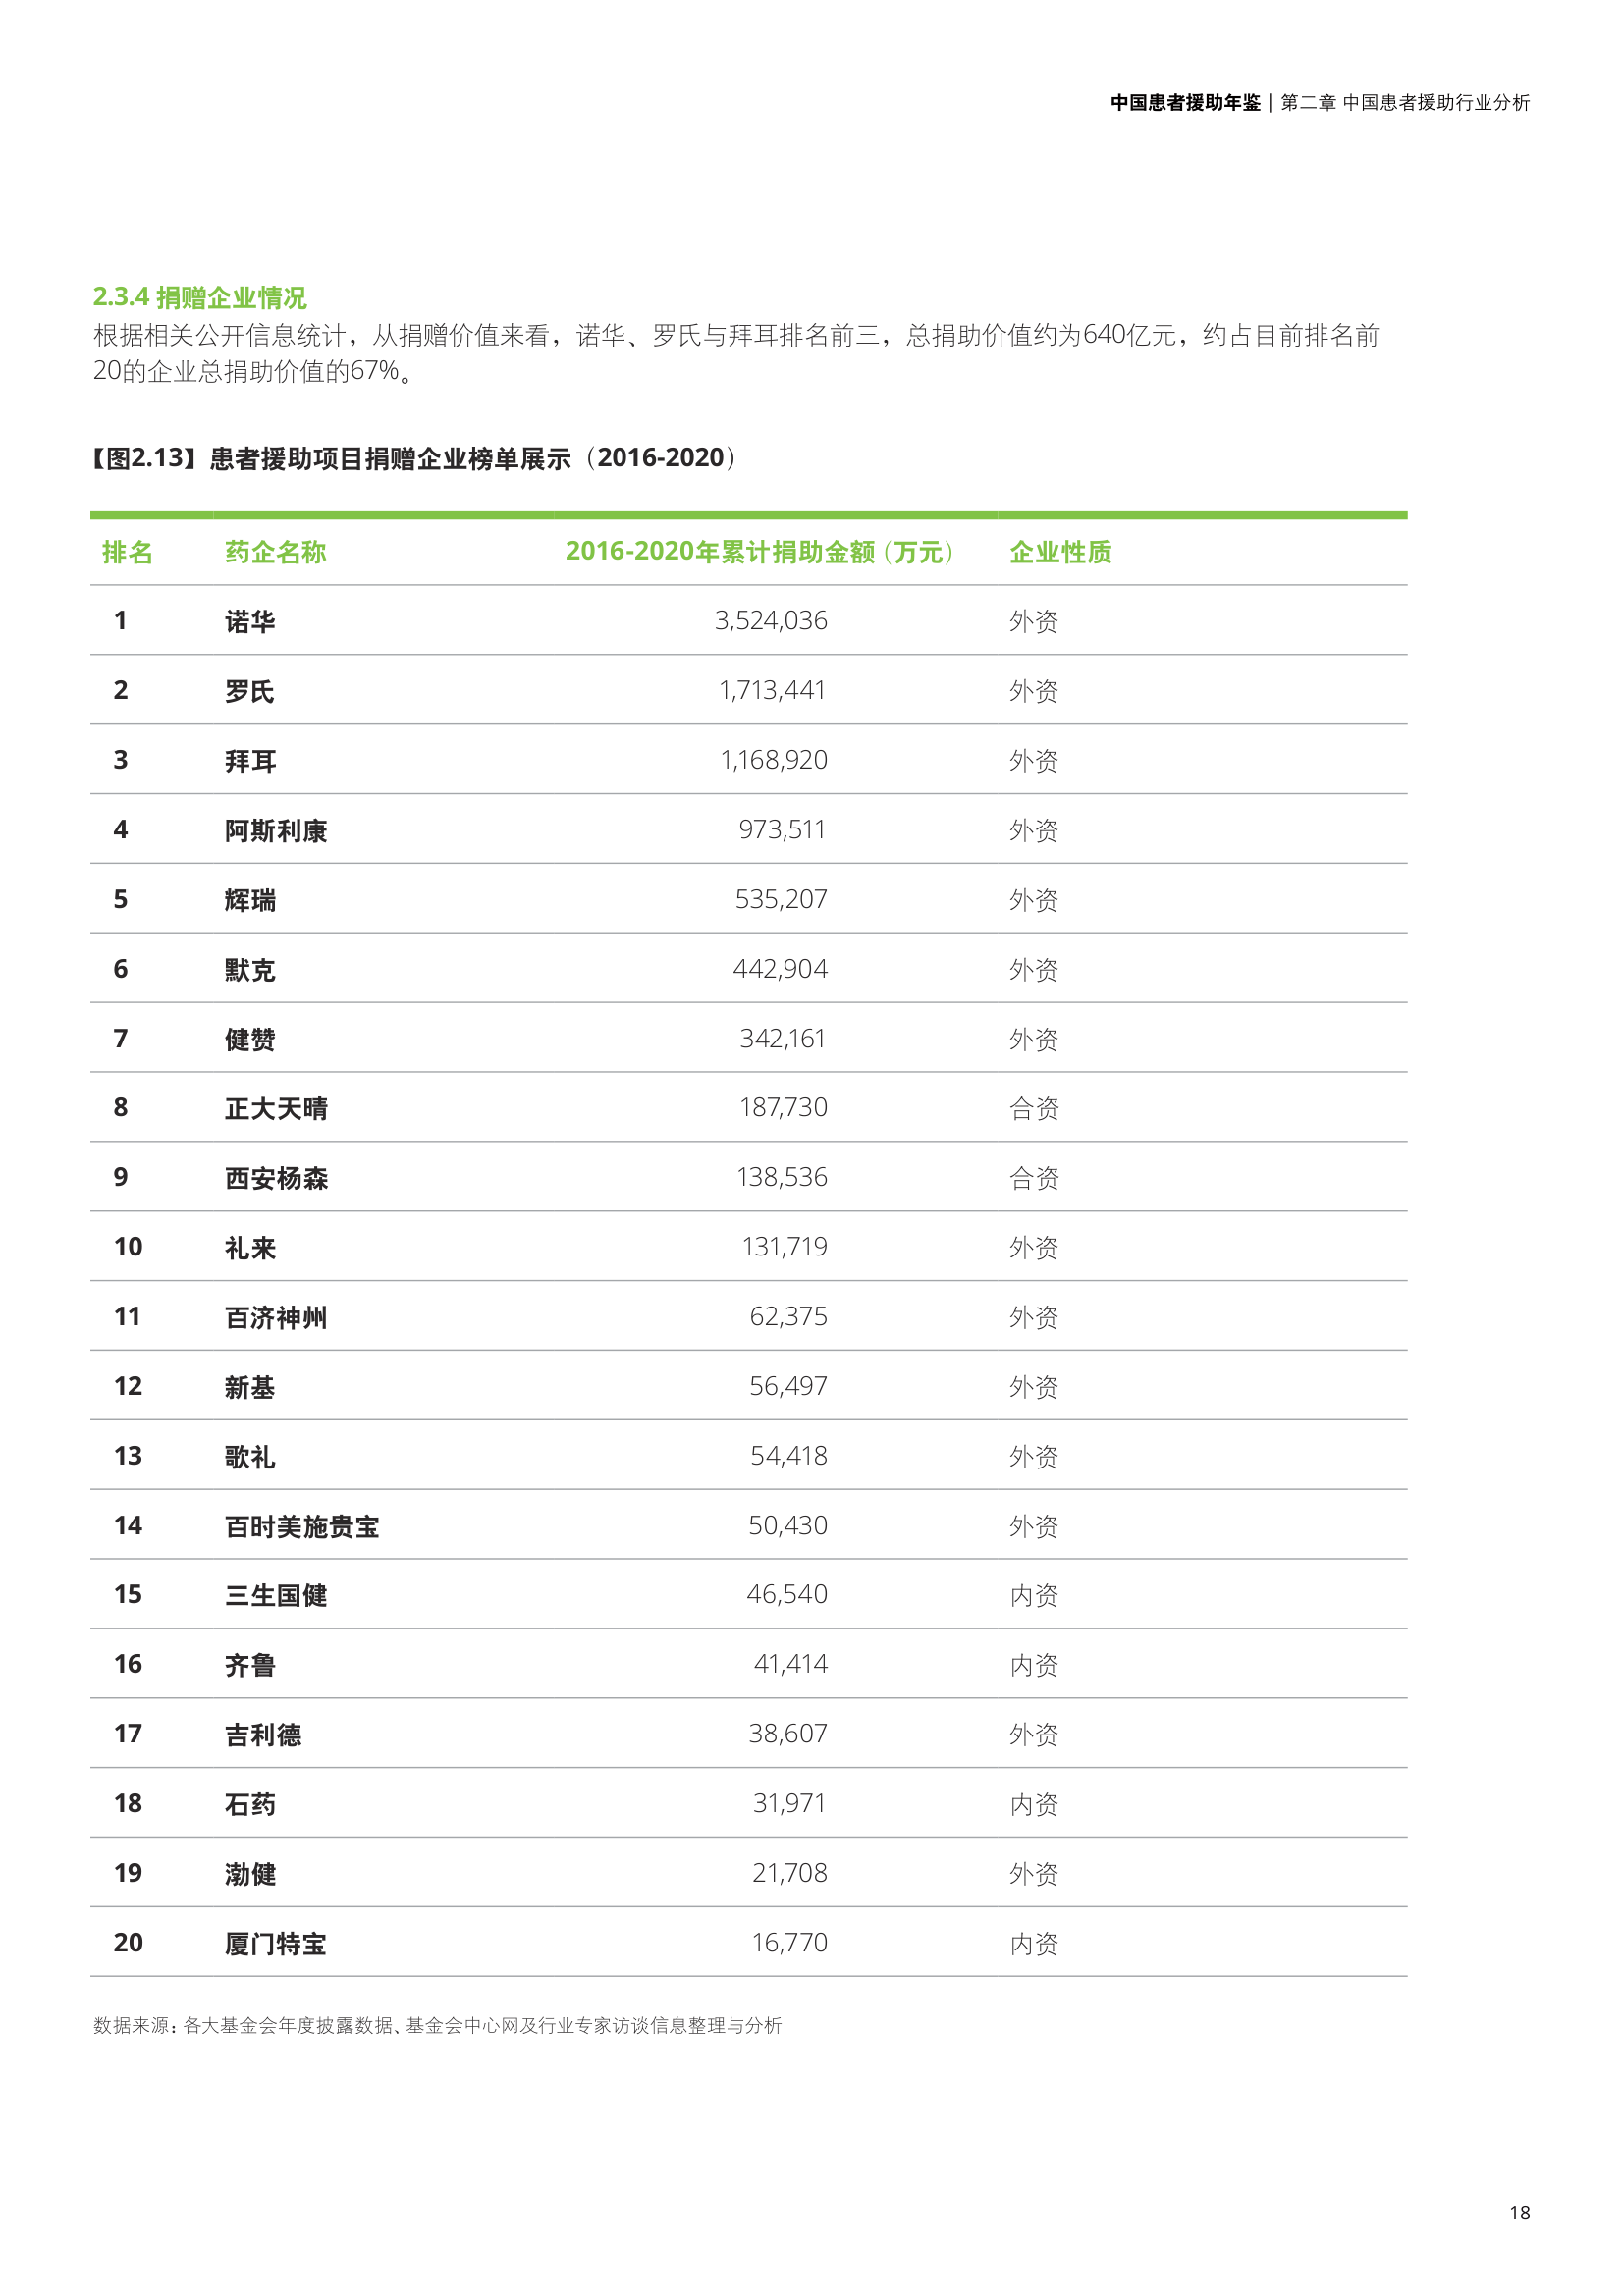 中国患者援助年鉴 | 第二章 中国患者援助行业分析
2.3.4 捐赠企业情况
根据相关公开信息统计，从捐赠价值来看，诺华、罗氏与拜耳排名前三，总捐助价值约为640亿元，约占目前排名前
20的企业总捐助价值的67%。
【图2.13】患者援助项目捐赠企业榜单展示（2016-2020）
排名 药企名称 2016-2020年累计捐助金额 (万元) 企业性质
1 诺华 3,524,036 外资
2 罗氏 1,713,441 外资
3 拜耳 1,168,920 外资
4 阿斯利康 973,511 外资
5 辉瑞 535,207 外资
6 默克 442,904 外资
7 健赞 342,161 外资
8 正大天晴 187,730 合资
9 西安杨森 138,536 合资
10 礼来 131,719 外资
11 百济神州 62,375 外资
12 新基 56,497 外资
13 歌礼 54,418 外资
14 百时美施贵宝 50,430 外资
15 三生国健 46,540 内资
16 齐鲁 41,414 内资
17 吉利德 38,607 外资
18 石药 31,971 内资
19 渤健 21,708 外资
20 厦门特宝 16,770 内资
数据来源：各大基金会年度披露数据、基金会中心网及行业专家访谈信息整理与分析
18